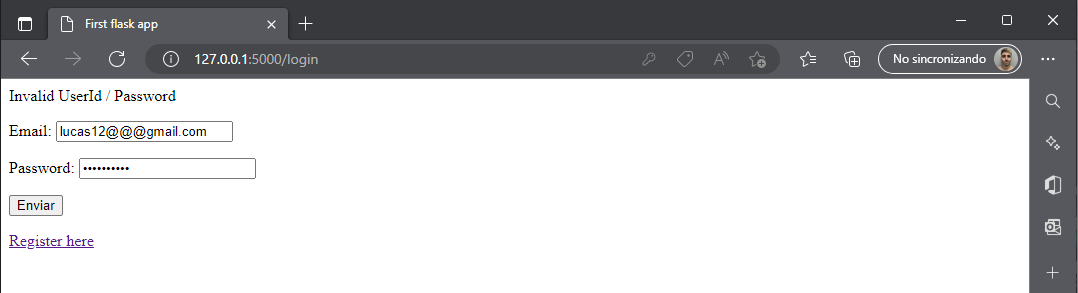 First flask app
127.0.0.1:5000/login
No sincronizando
Invalid UserId / Password
Email: lucas12@@@gmail.com
Password: ••••••••••
Enviar
Register here